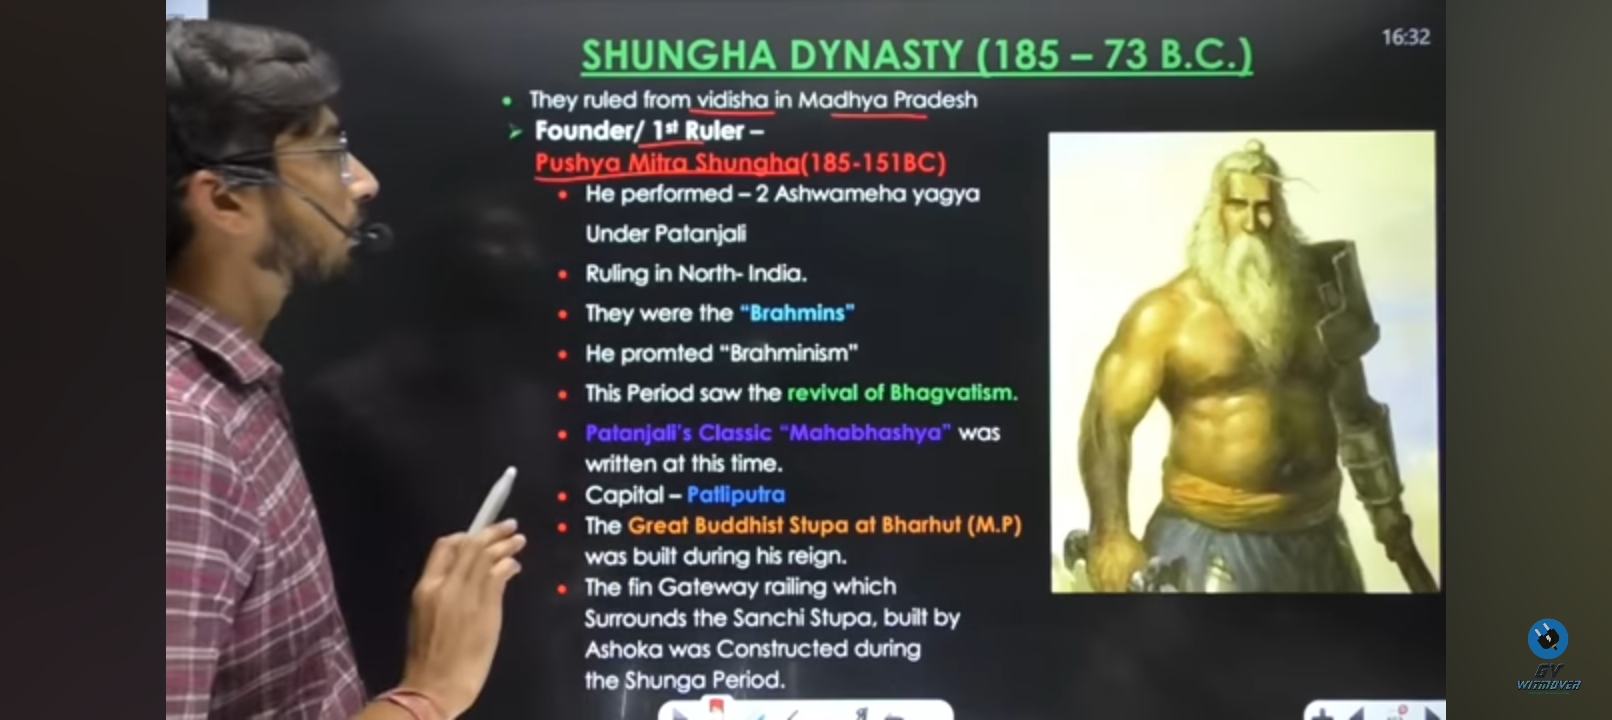 SHUNGHA DYNASTY (185 – 73 B.C.)
16:32
They ruled from vidisha in Madhya Pradesh
Founder/ 1st Ruler –
Pushya Mitra Shungha(185-151BC)
He performed – 2 Ashwameha yagya
Under Patanjali
Ruling in North- India.
They were the "Brahmins"
He promted "Brahminism"
This Period saw the revival of Bhagvatism.
Patanjali's Classic "Mahabhashya" was
written at this time.
Capital – Patliputra
The Great Buddhist Stupa at Bharhut (M.P)
was built during his reign.
The fin Gateway railing which
Surrounds the Sanchi Stupa, built by
Ashoka was Constructed during
the Shunga Period.
GY
WITMOVER